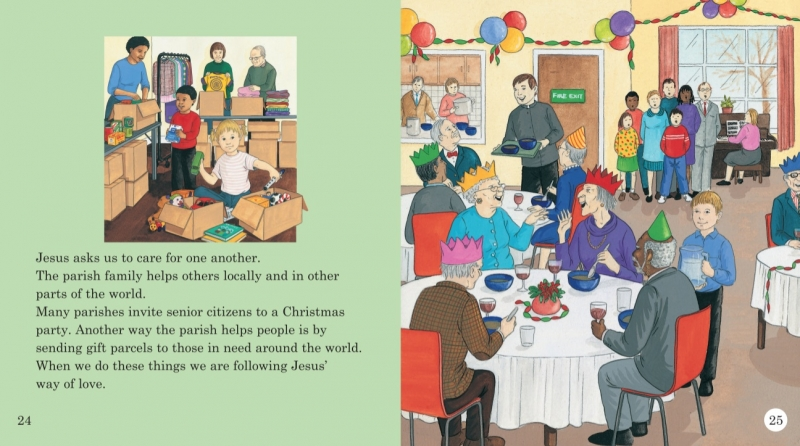 Jesus asks us to care for one another.
The parish family helps others locally and in other
parts of the world.
Many parishes invite senior citizens to a Christmas
party. Another way the parish helps people is by
sending gift parcels to those in need around the world.
When we do these things we are following Jesus’
way of love.
24
FIRE EXIT
25